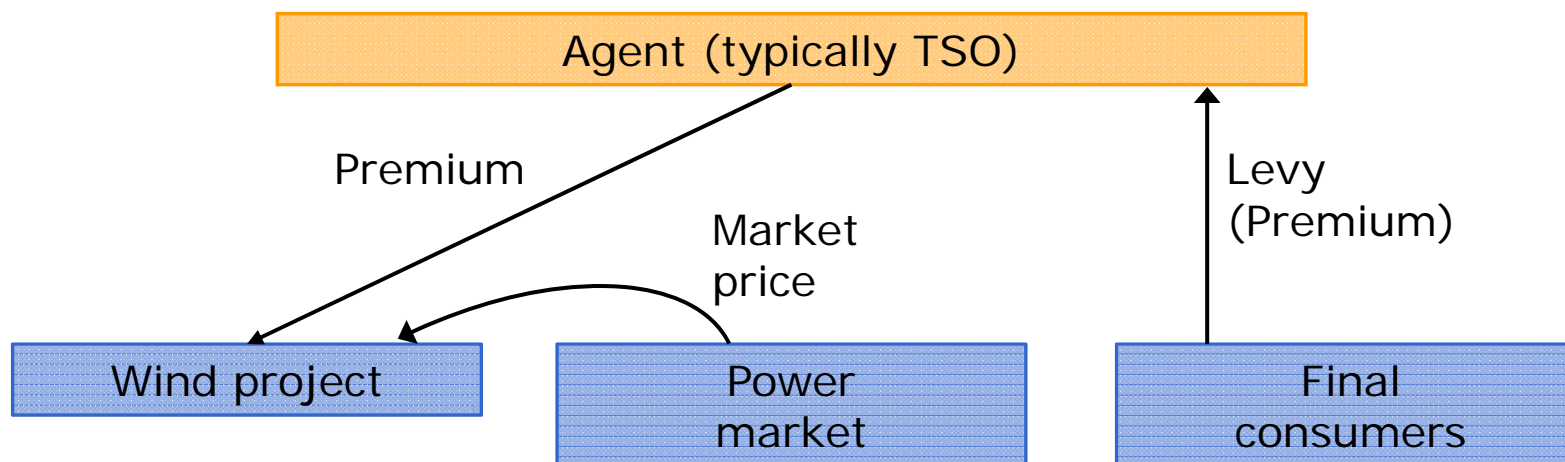 Agent (typically TSO)
Premium
Levy
(Premium)
Market
price
Wind project
Power
market
Final
consumers